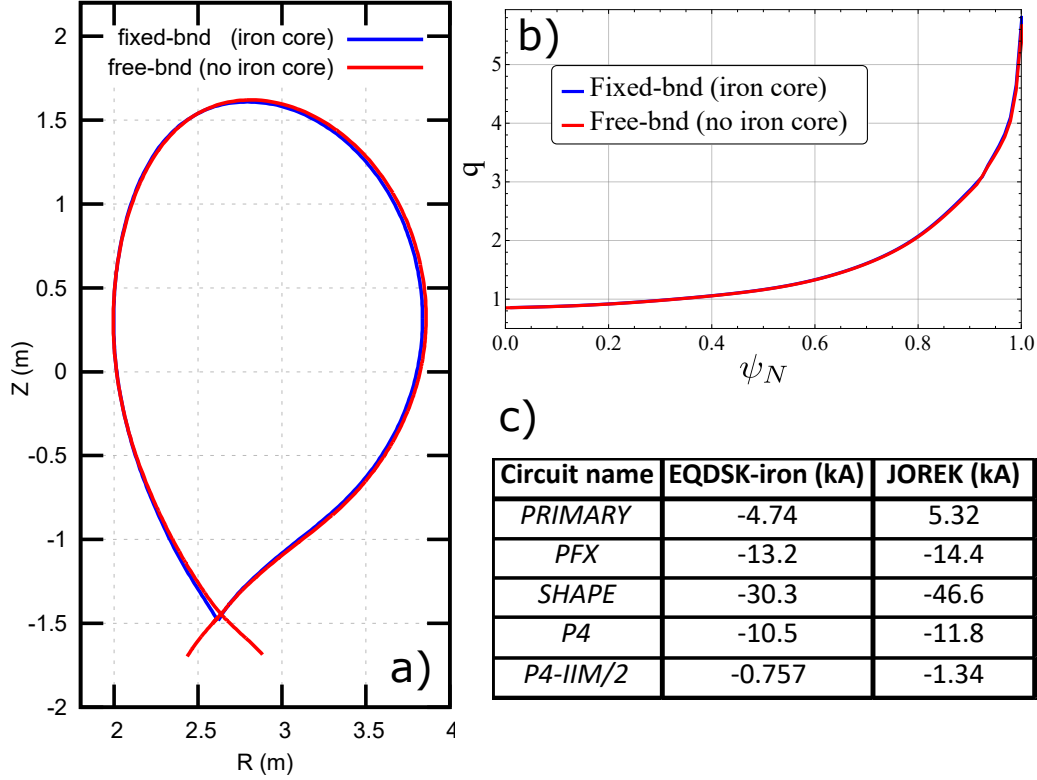 2
1.5
1
0.5
0
-0.5
-1
-1.5
-2
Z (m)
fixed-bnd (iron core)
free-bnd (no iron core)
a)
2 2.5 3 3.5 4
R (m)
b)
5
4
3
2
1
q
Fixed-bnd (iron core)
Free-bnd (no iron core)
0.0 0.2 0.4 0.6 0.8 1.0
ψN
c)
Circuit name EQDSK-iron (kA) JOREK (kA)
PRIMARY -4.74 5.32
PFX -13.2 -14.4
SHAPE -30.3 -46.6
P4 -10.5 -11.8
P4-IIM/2 -0.757 -1.34